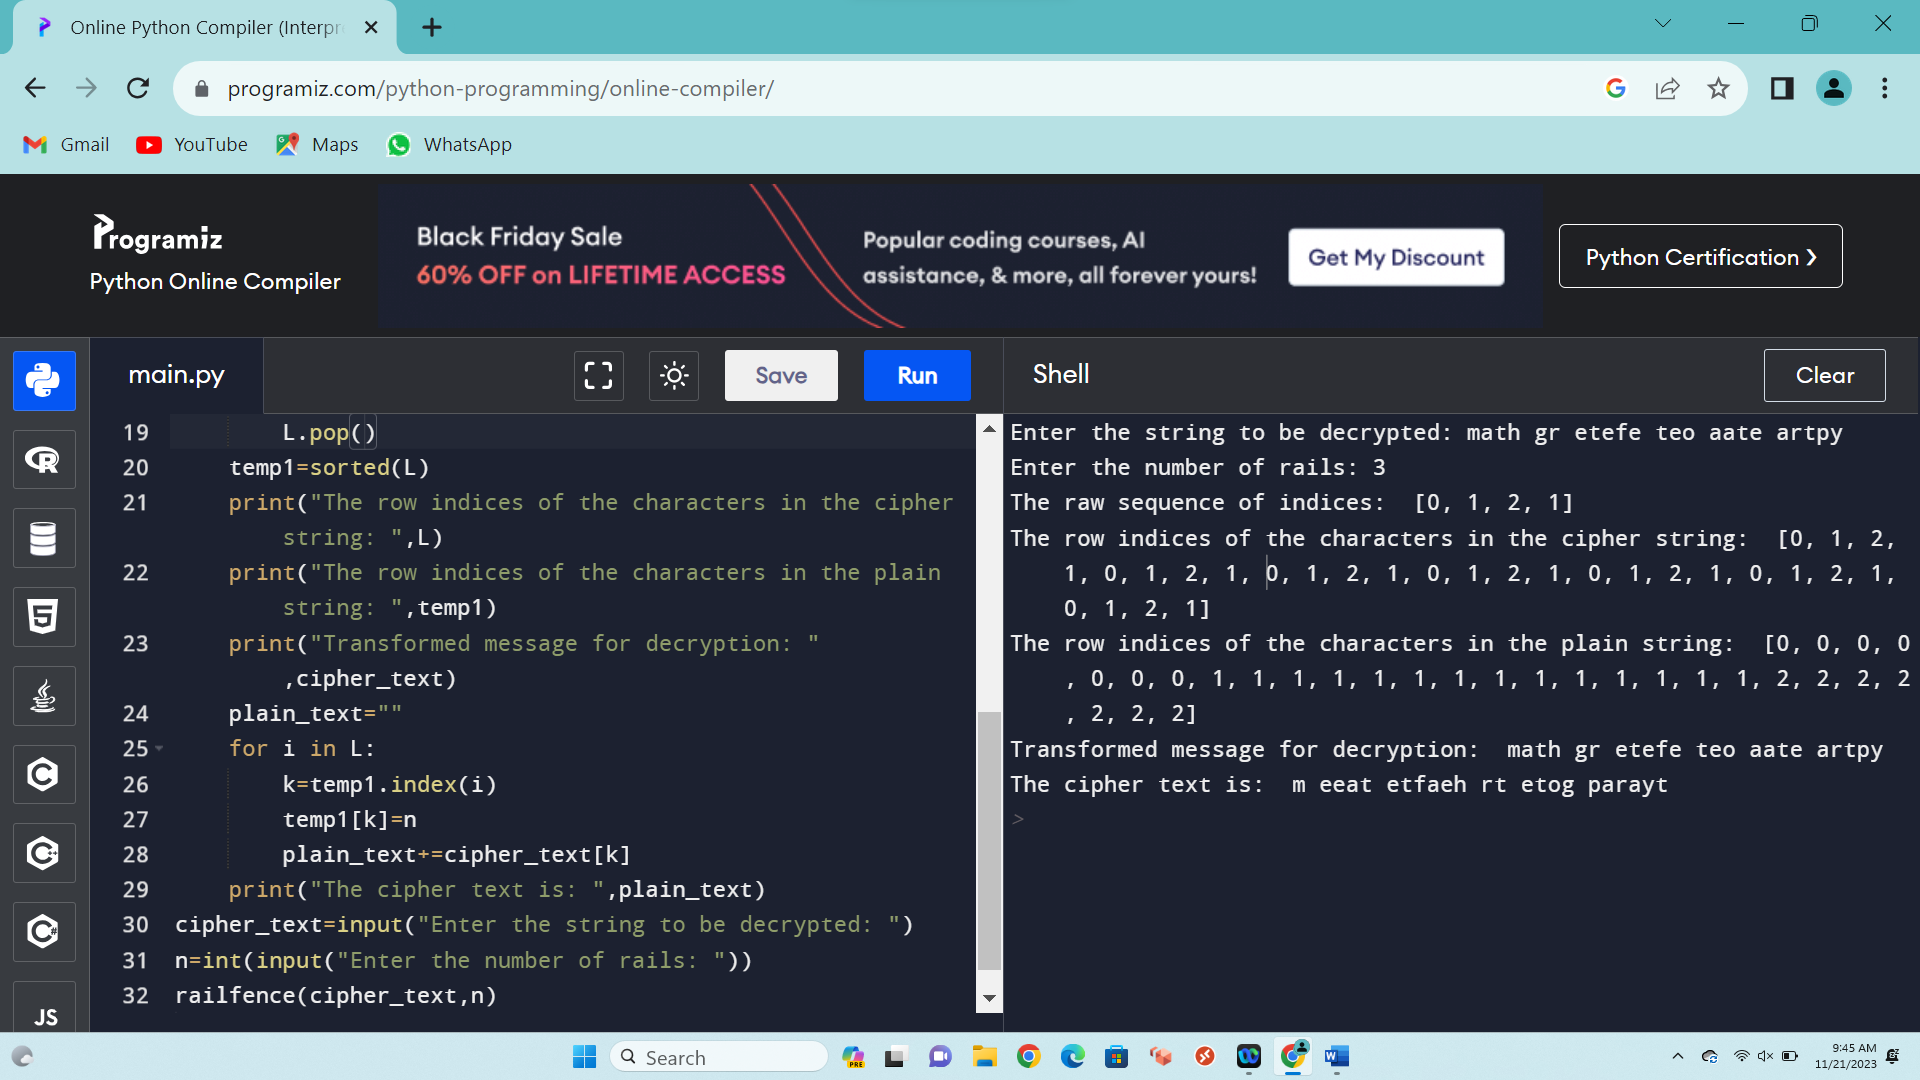 Online Python Compiler (Interpr
programiz.com/python-programming/online-compiler/
Gmail YouTube Maps WhatsApp
Programiz
Python Online Compiler
Black Friday Sale
60% OFF on LIFETIME ACCESS
Popular coding courses, AI
assistance, & more, all forever yours!
Get My Discount
Python Certification ❯
main.py
Save
Run
19 L.pop()
20 temp1=sorted(L)
21 print("The row indices of the characters in the cipher
string: ",L)
22 print("The row indices of the characters in the plain
string: ",temp1)
23 print("Transformed message for decryption: "
,cipher_text)
24 plain_text=""
25 for i in L:
26 k=temp1.index(i)
27 temp1[k]=n
28 plain_text+=cipher_text[k]
29 print("The cipher text is: ",plain_text)
30 cipher_text=input("Enter the string to be decrypted: ")
31 n=int(input("Enter the number of rails: "))
32 railfence(cipher_text,n)
Shell
Clear
Enter the string to be decrypted: math gr etefe teo aate artpy
Enter the number of rails: 3
The raw sequence of indices:  [0, 1, 2, 1]
The row indices of the characters in the cipher string:  [0, 1, 2,
1, 0, 1, 2, 1, 0, 1, 2, 1, 0, 1, 2, 1, 0, 1, 2, 1, 0, 1, 2, 1,
0, 1, 2, 1]
The row indices of the characters in the plain string:  [0, 0, 0, 0
, 0, 0, 0, 1, 1, 1, 1, 1, 1, 1, 1, 1, 1, 1, 1, 1, 1, 2, 2, 2, 2
, 2, 2, 2]
Transformed message for decryption:  math gr etefe teo aate artpy
The cipher text is:  m eeat etfaeh rt etog parayt
>
JS
Search
PRE
9:45 AM
11/21/2023